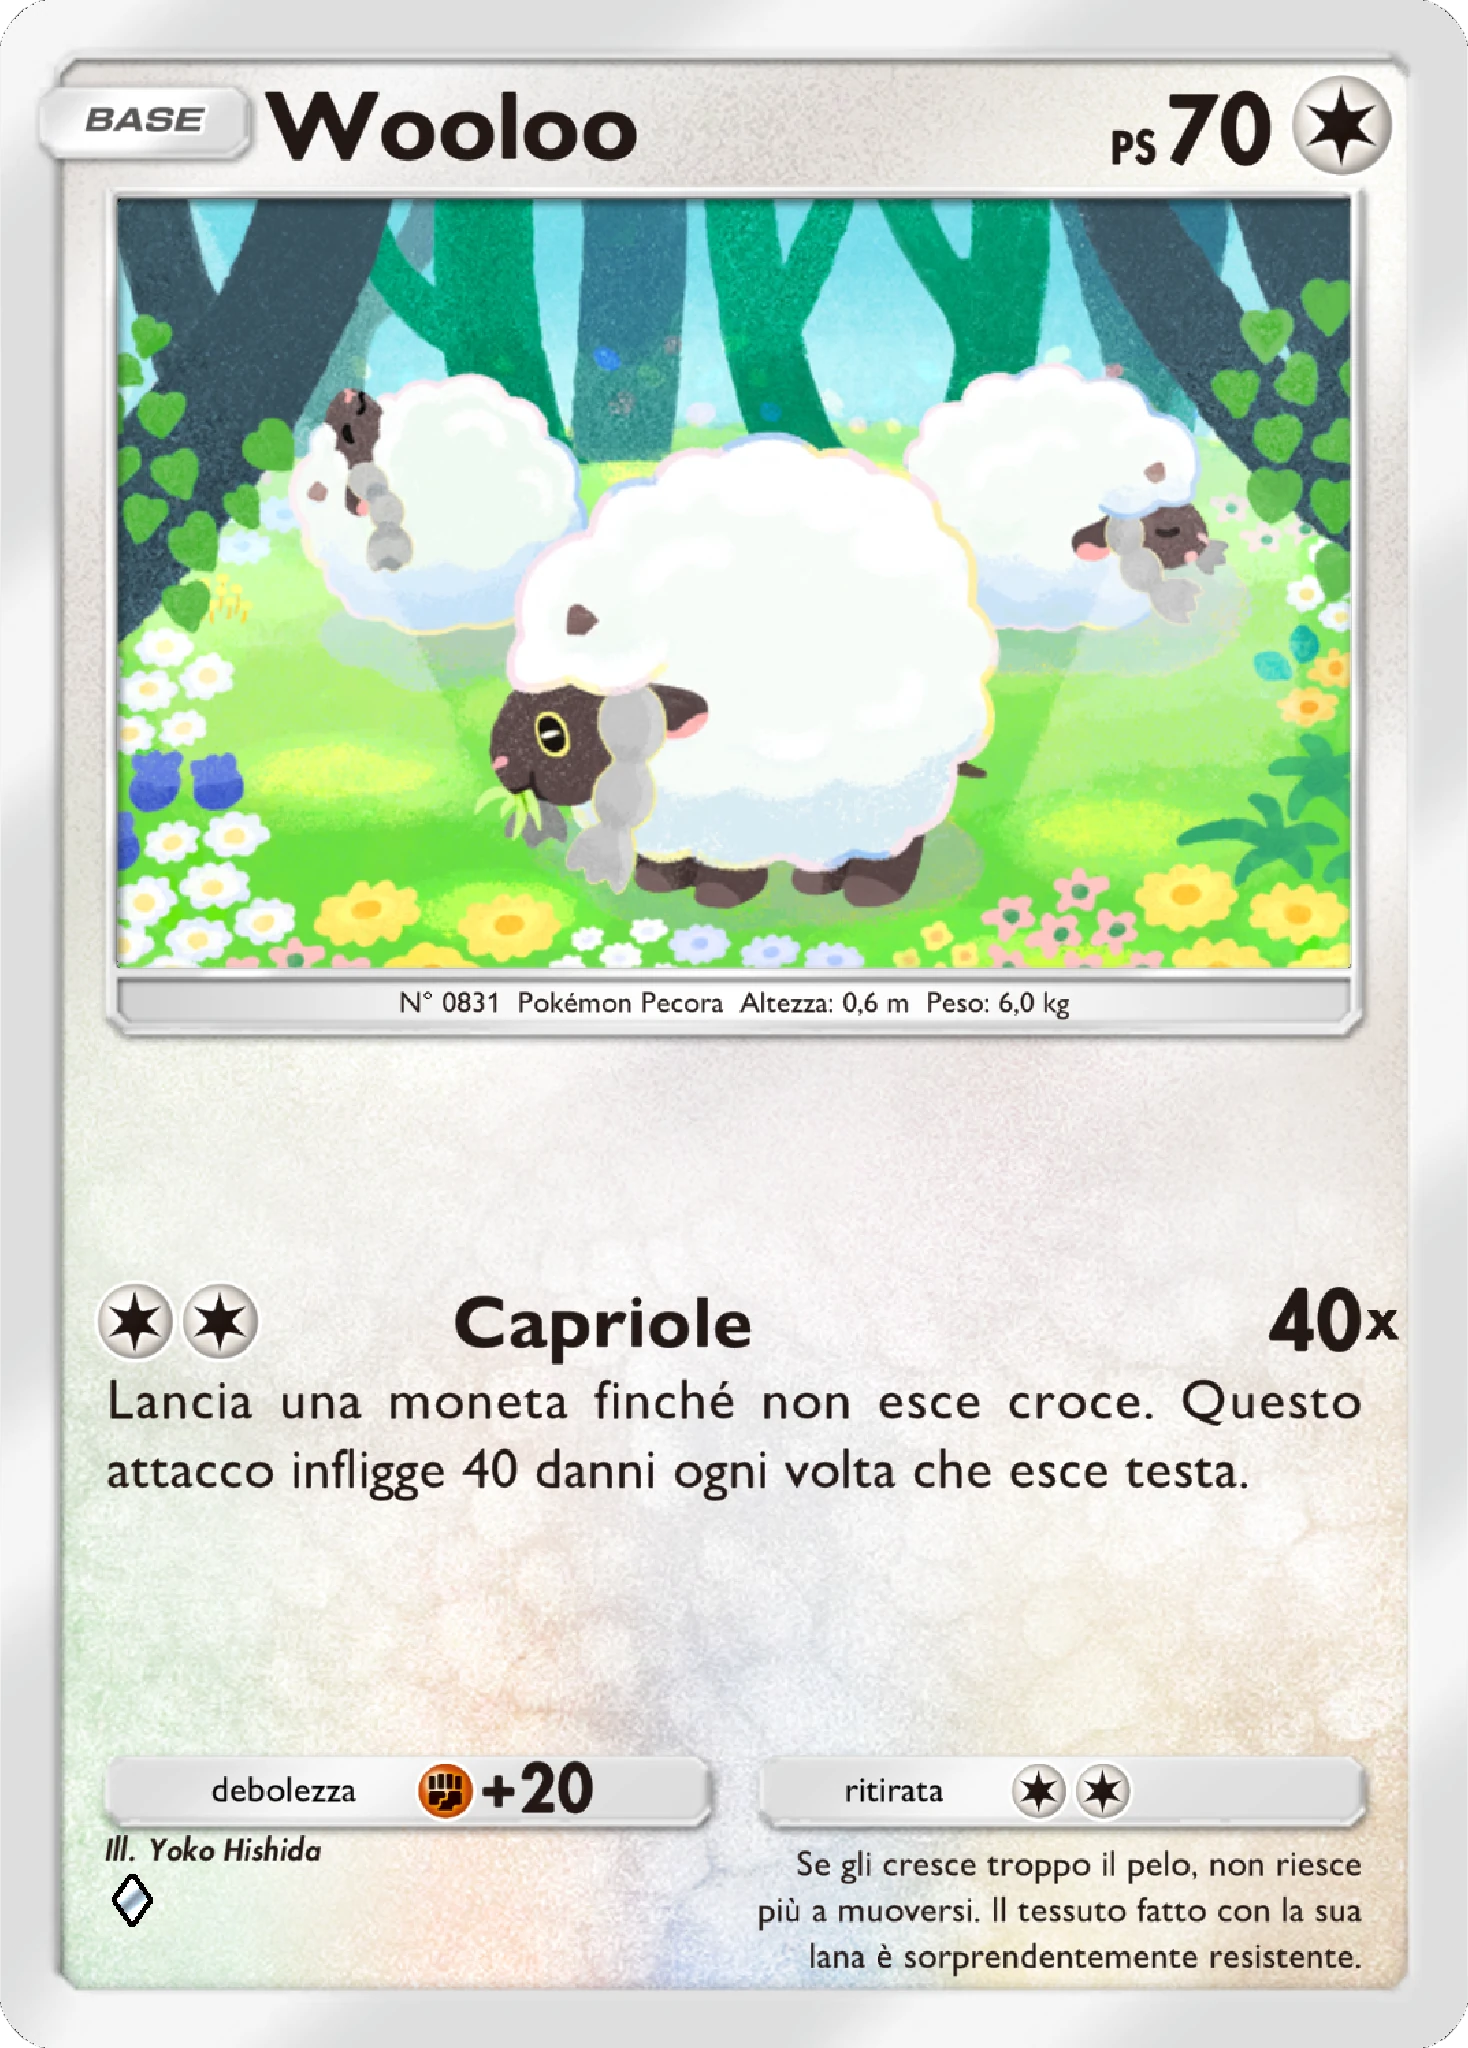 BASE Wooloo PS 70
N° 0831 Pokémon Pecora Altezza: 0,6 m Peso: 6,0 kg
Capriole 40x
Lancia una moneta finché non esce croce. Questo
attacco infligge 40 danni ogni volta che esce testa.
debolezza +20 ritirata
Ill. Yoko Hishida
Se gli cresce troppo il pelo, non riesce
più a muoversi. Il tessuto fatto con la sua
lana è sorprendentemente resistente.